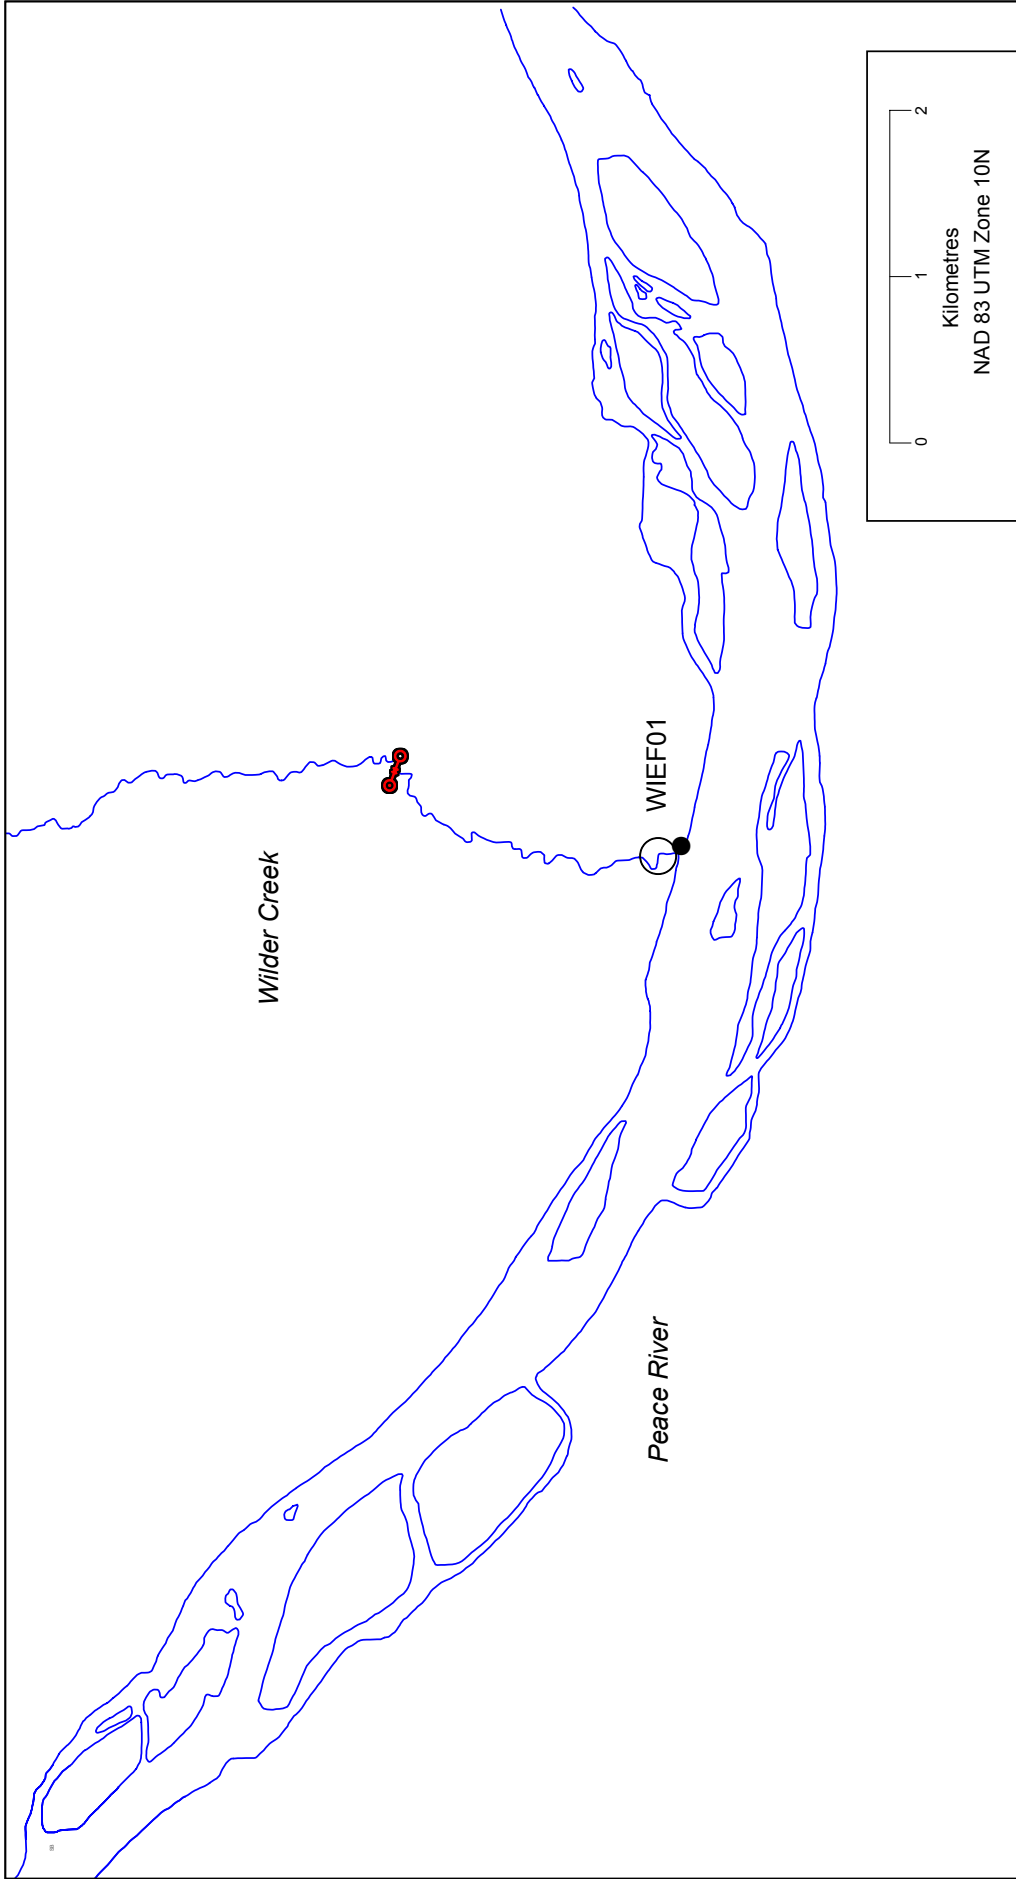 Wilder Creek
WIEF01
Peace River
0 1 2
Kilometres
NAD 83 UTM Zone 10N